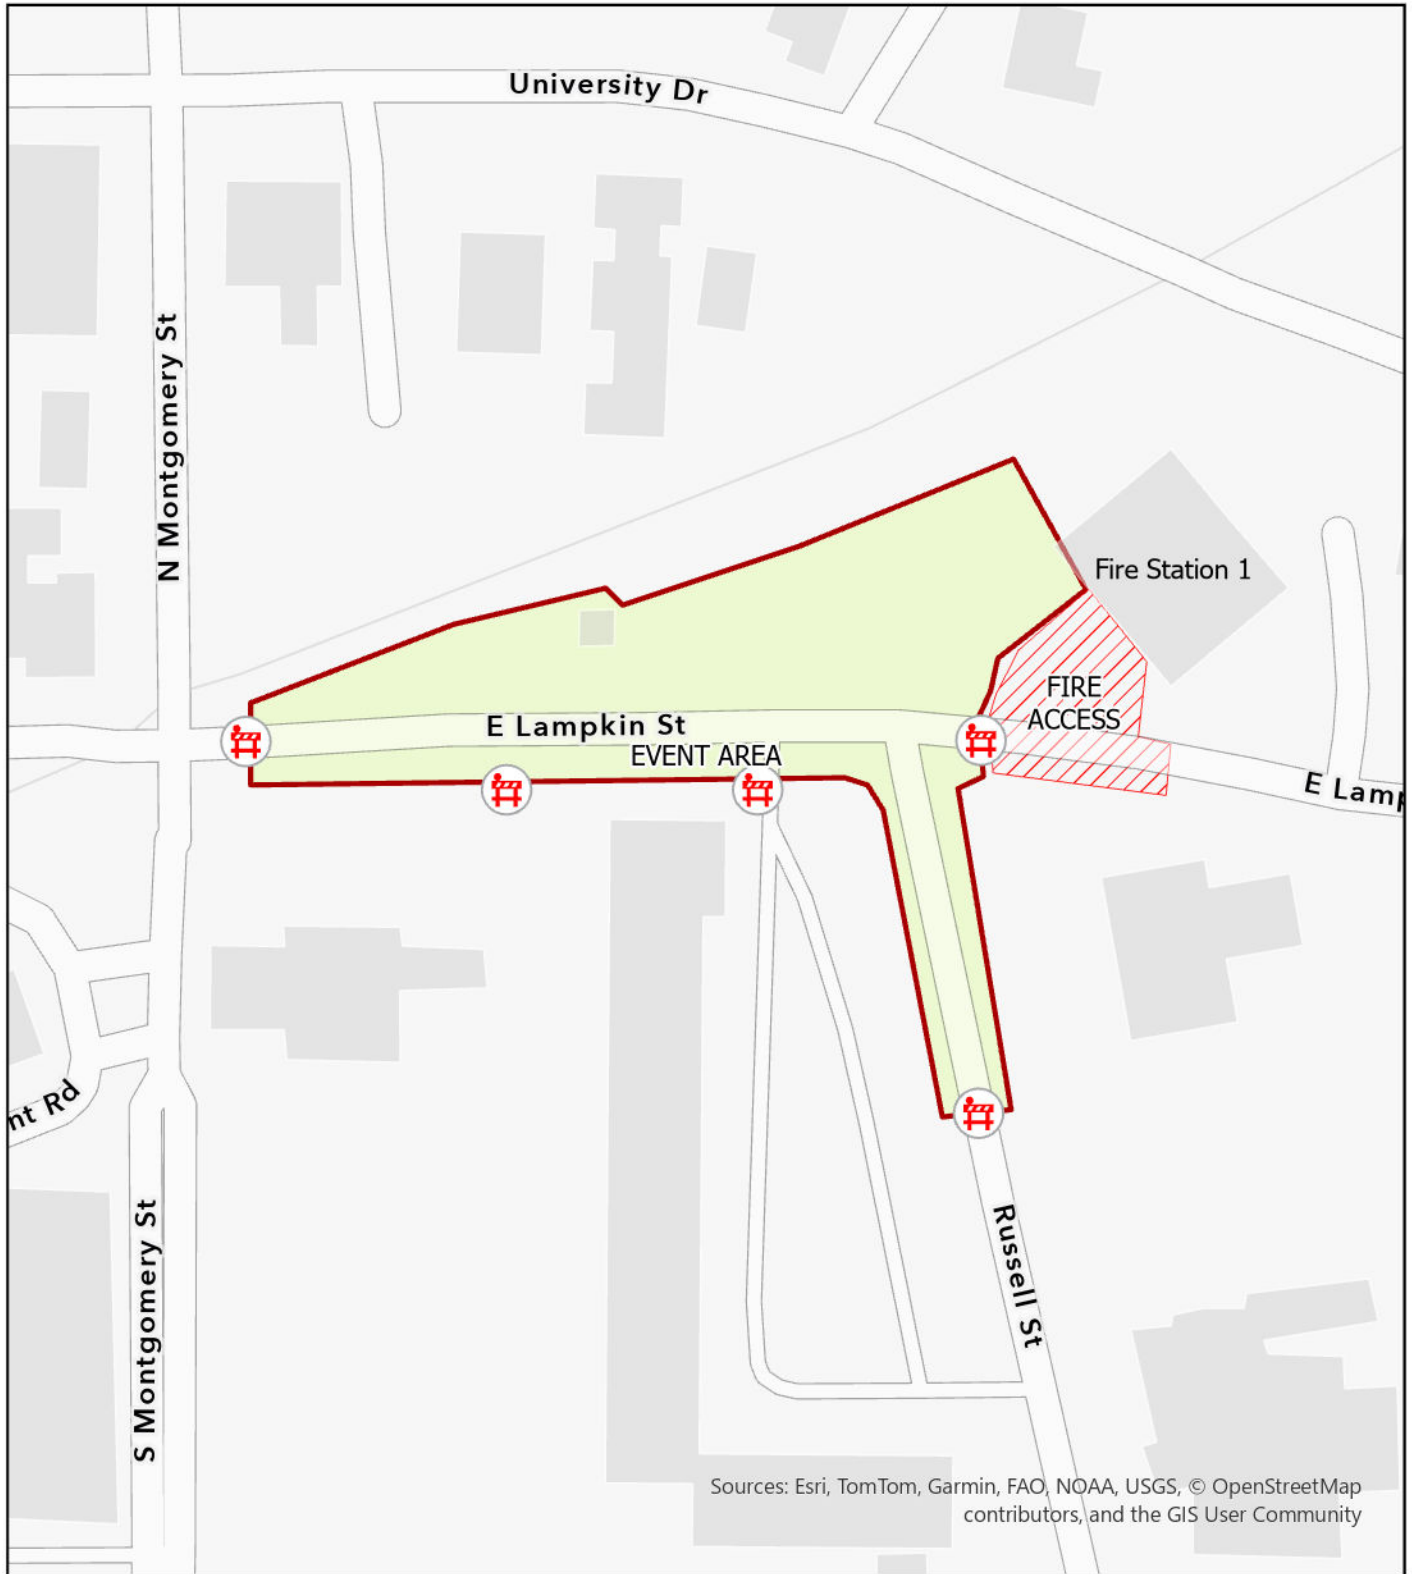 University Dr
N Montgomery St
Fire Station 1
FIRE
ACCESS
E Lampkin St
EVENT AREA
E Lamp
nt Rd
S Montgomery St
Russell St
Sources: Esri, TomTom, Garmin, FAO, NOAA, USGS, © OpenStreetMap
contributors, and the GIS User Community